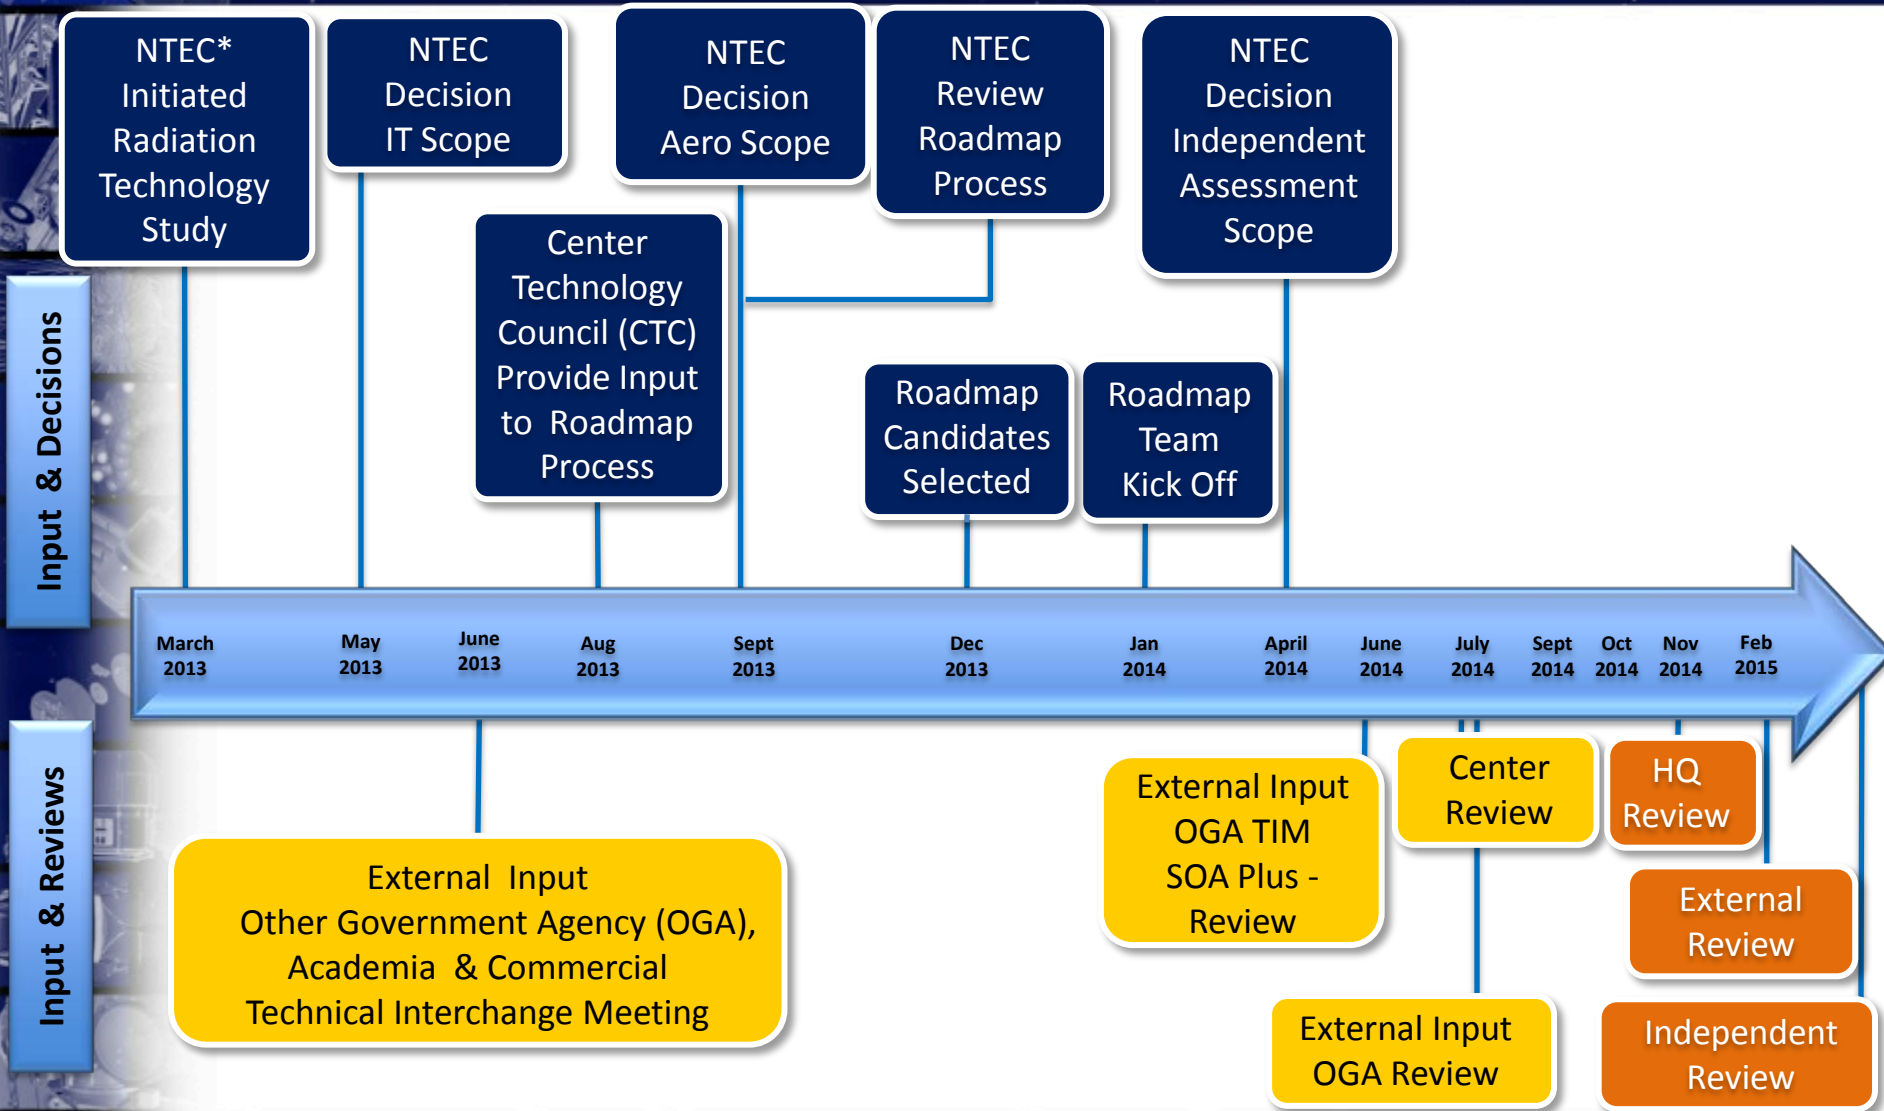 NTEC*
Initiated
Radiation
Technology
Study
NTEC
Decision
IT Scope
NTEC
Decision
Aero Scope
NTEC
Review
Roadmap
Process
NTEC
Decision
Independent
Assessment
Scope
Center
Technology
Council (CTC)
Provide Input
to Roadmap
Process
Roadmap
Candidates
Selected
Roadmap
Team
Kick Off
Input & Decisions
March
2013
May
2013
June
2013
Aug
2013
Sept
2013
Dec
2013
Jan
2014
April
2014
June
2014
July
2014
Sept
2014
Oct
2014
Nov
2014
Feb
2015
Input & Reviews
External Input
Other Government Agency (OGA),
Academia & Commercial
Technical Interchange Meeting
External Input
OGA TIM
SOA Plus -
Review
Center
Review
HQ
Review
External
Review
External Input
OGA Review
Independent
Review